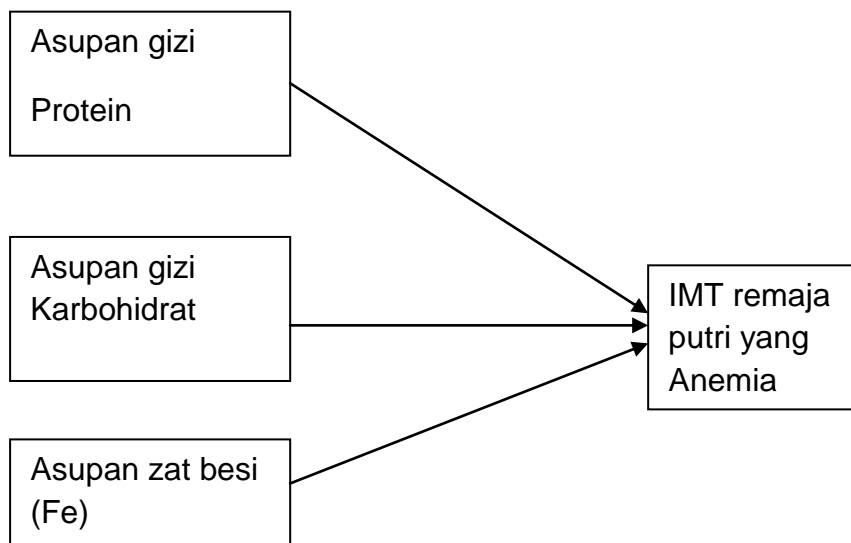 Asupan gizi
Protein
Asupan gizi
Karbohidrat
IMT remaja
putri yang
Anemia
Asupan zat besi
(Fe)